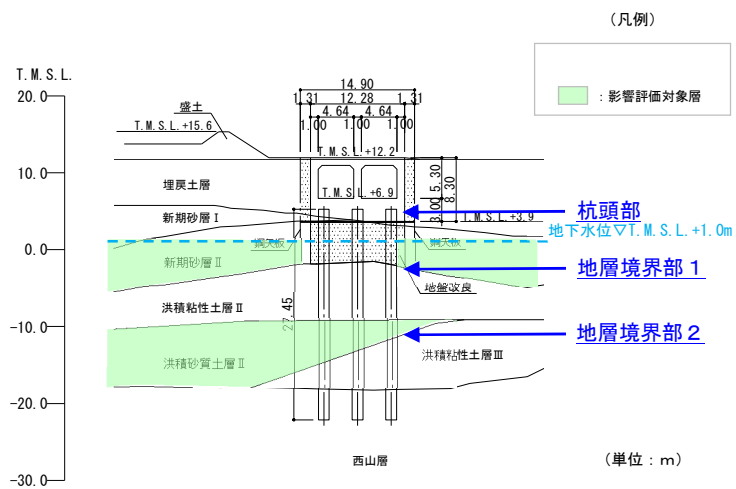 (凡例)
：影響評価対象層
T.M.S.L.
20.0
10.0
0.0
-10.0
-20.0
-30.0
14.90
1.31 12.28 1.31
4.64 4.64
1.00 1.00 1.00
盛土
T.M.S.L.+15.6
T.M.S.L.+12.2
埋戻土層
T.M.S.L.+6.9
5.30
8.30
3.00
新期砂層Ⅰ
T.M.S.L.+3.9
杭頭部
地下水位▽T.M.S.L.+1.0m
鋼矢板
鋼矢板
新期砂層Ⅱ
地層境界部１
地盤改良
洪積粘性土層Ⅱ
27.45
地層境界部２
洪積砂質土層Ⅱ
洪積粘性土層Ⅲ
西山層
(単位：ｍ)